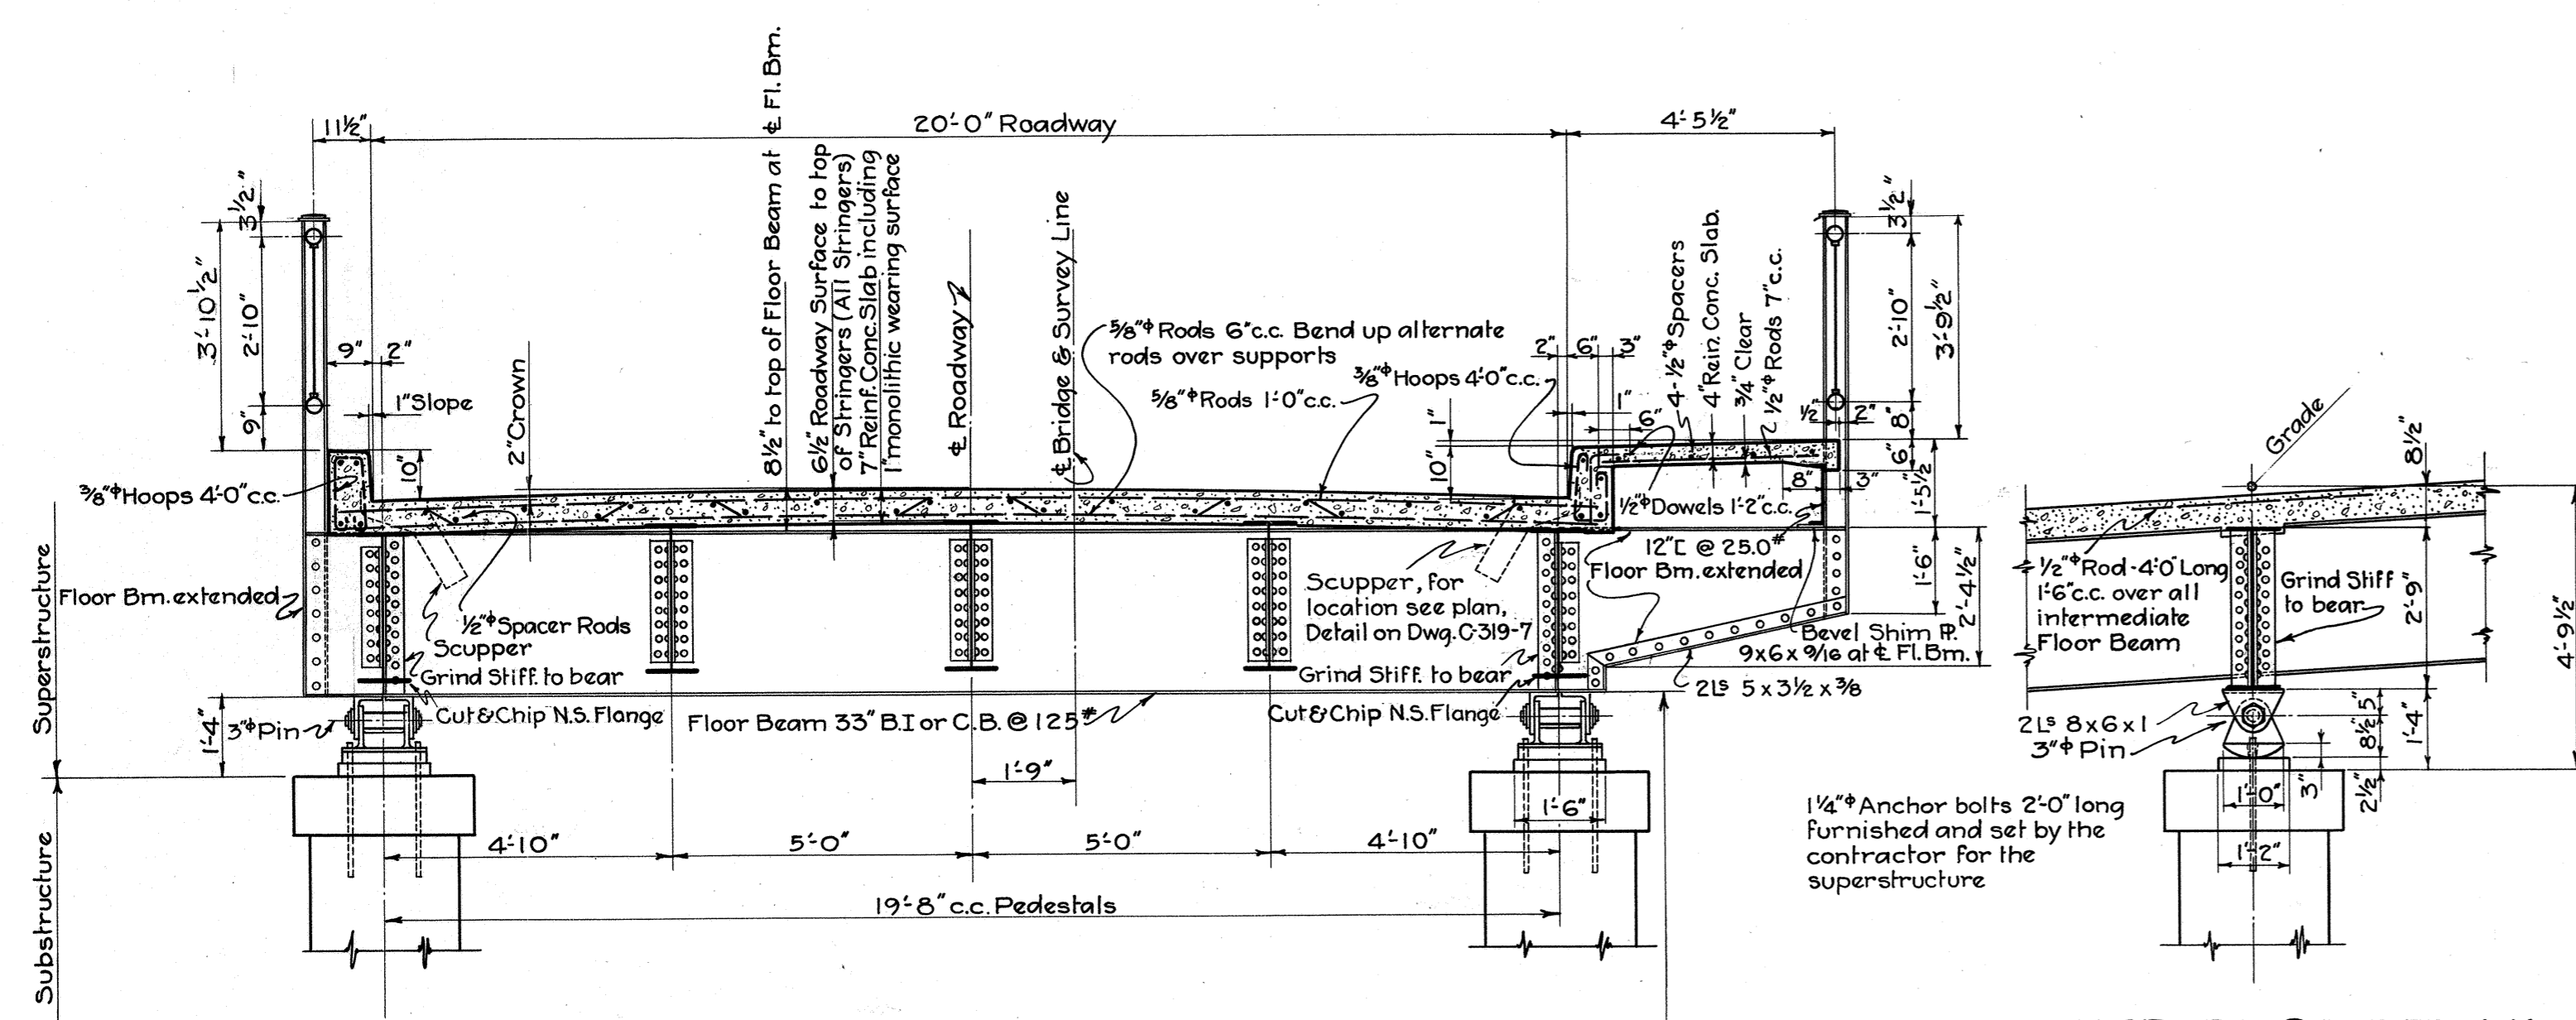 11½"
20'-0" Roadway
4'-5½"
℄ Fl. Bm.
8½" to top of Floor Beam at
6½" Roadway Surface to top
of Stringers (All Stringers)
7" Reinf. Conc. Slab including
1" monolithic wearing surface
℄ Roadway
℄ Bridge & Survey Line
3½"
2'-10"
9"
3'-10½"
9"
2"
1" Slope
10"
2" Crown
⅝"ᶲ Rods 6" c.c. Bend up alternate
rods over supports
⅜"ᶲ Hoops 4'-0" c.c.
⅝"ᶲ Rods 1'-0" c.c.
2"
6"
3"
1"
6"
1"
10"
4-½"ᶲ Spacers
4" Rein. Conc. Slab.
¾" Clear
½"ᶲ Rods 7" c.c.
3½"
2'-10"
3'-9½"
½"
2"
8"
6"
8"
3"
1'-5½"
1'-6"
2'-4½"
⅜"ᶲ Hoops 4'-0" c.c.
½"ᶲ Dowels 1'-2" c.c.
12" [ @ 25.0#
Floor Bm. extended
Floor Bm. extended
½"ᶲ Spacer Rods
Scupper
Grind Stiff. to bear
Cut & Chip N.S. Flange
Scupper, for
location see plan,
Detail on Dwg. C-319-7
Grind Stiff. to bear
Cut & Chip N.S. Flange
Bevel Shim ℙ.
9 x 6 x 9/16 at ℄ Fl. Bm.
2Ls 5 x 3½ x ⅜
Floor Beam 33" B.I or C.B. @ 125#
1'-4"
3"ᶲ Pin
1'-9"
1'-6"
4'-10"
5'-0"
5'-0"
4'-10"
19'-8" c.c. Pedestals
Superstructure
Substructure
Grade
8½"
½"ᶲ Rod-4'-0" Long
1'-6" c.c. over all
intermediate
Floor Beam
Grind Stiff
to bear
2'-9"
4'-9½"
2Ls 8 x 6 x 1
3"ᶲ Pin
5"
8½"
1'-4"
3"
2½"
1'-0"
1'-2"
1¼"ᶲ Anchor bolts 2'-0" long
furnished and set by the
contractor for the
superstructure